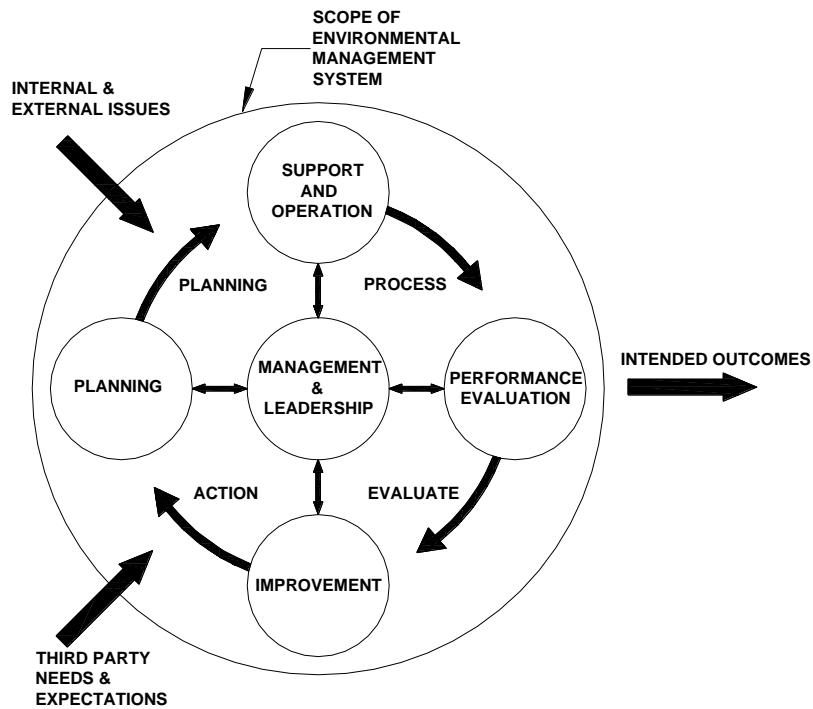 SCOPE OF
ENVIRONMENTAL
MANAGEMENT
SYSTEM
INTERNAL &
EXTERNAL ISSUES
SUPPORT
AND
OPERATION
PLANNING
PROCESS
PLANNING
MANAGEMENT
&
LEADERSHIP
PERFORMANCE
EVALUATION
INTENDED OUTCOMES
ACTION
EVALUATE
IMPROVEMENT
THIRD PARTY
NEEDS &
EXPECTATIONS